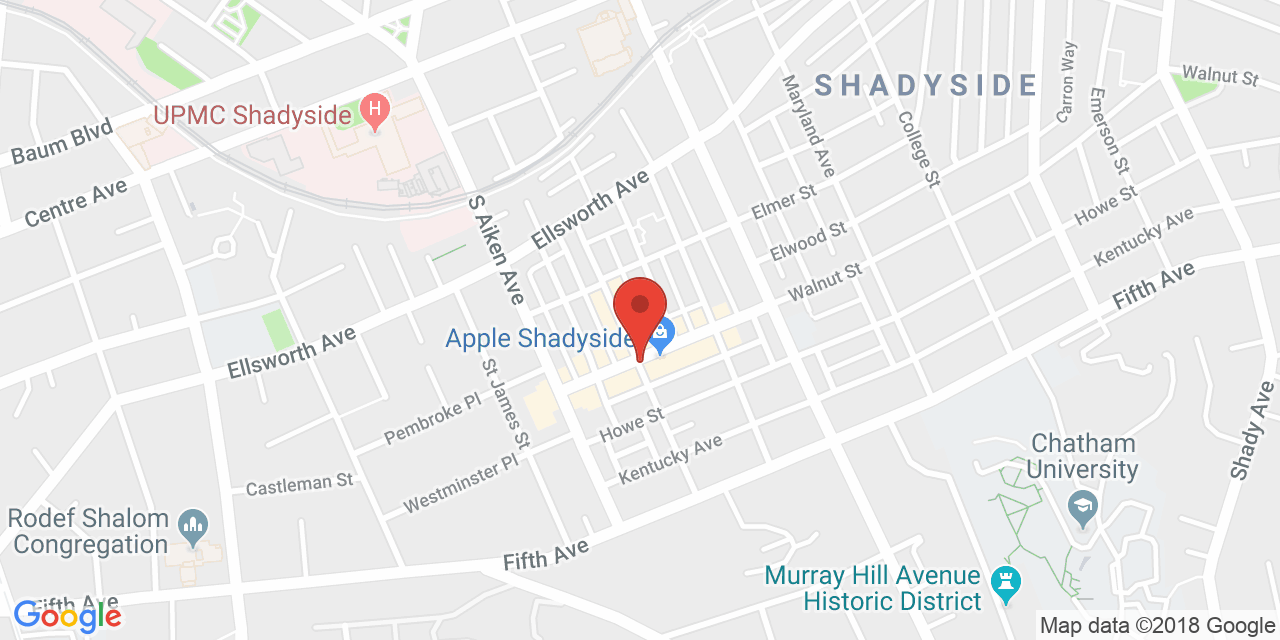 SHADYSIDE
Walnut St
Carron Way
Maryland Ave
Emerson St
College St
UPMC Shadyside
H
Baum Blvd
Centre Ave
S Aiken Ave
Ellsworth Ave
Elmer St
Elwood St
Howe St
Kentucky Ave
Walnut St
Fifth Ave
Apple Shadyside
Ellsworth Ave
St James St
Pembroke Pl
Howe St
Shady Ave
Chatham
University
Kentucky Ave
Westminster Pl
Castleman St
Rodef Shalom
Congregation
Fifth Ave
Murray Hill Avenue
Historic District
Fifth Ave
Google
Map data ©2018 Google